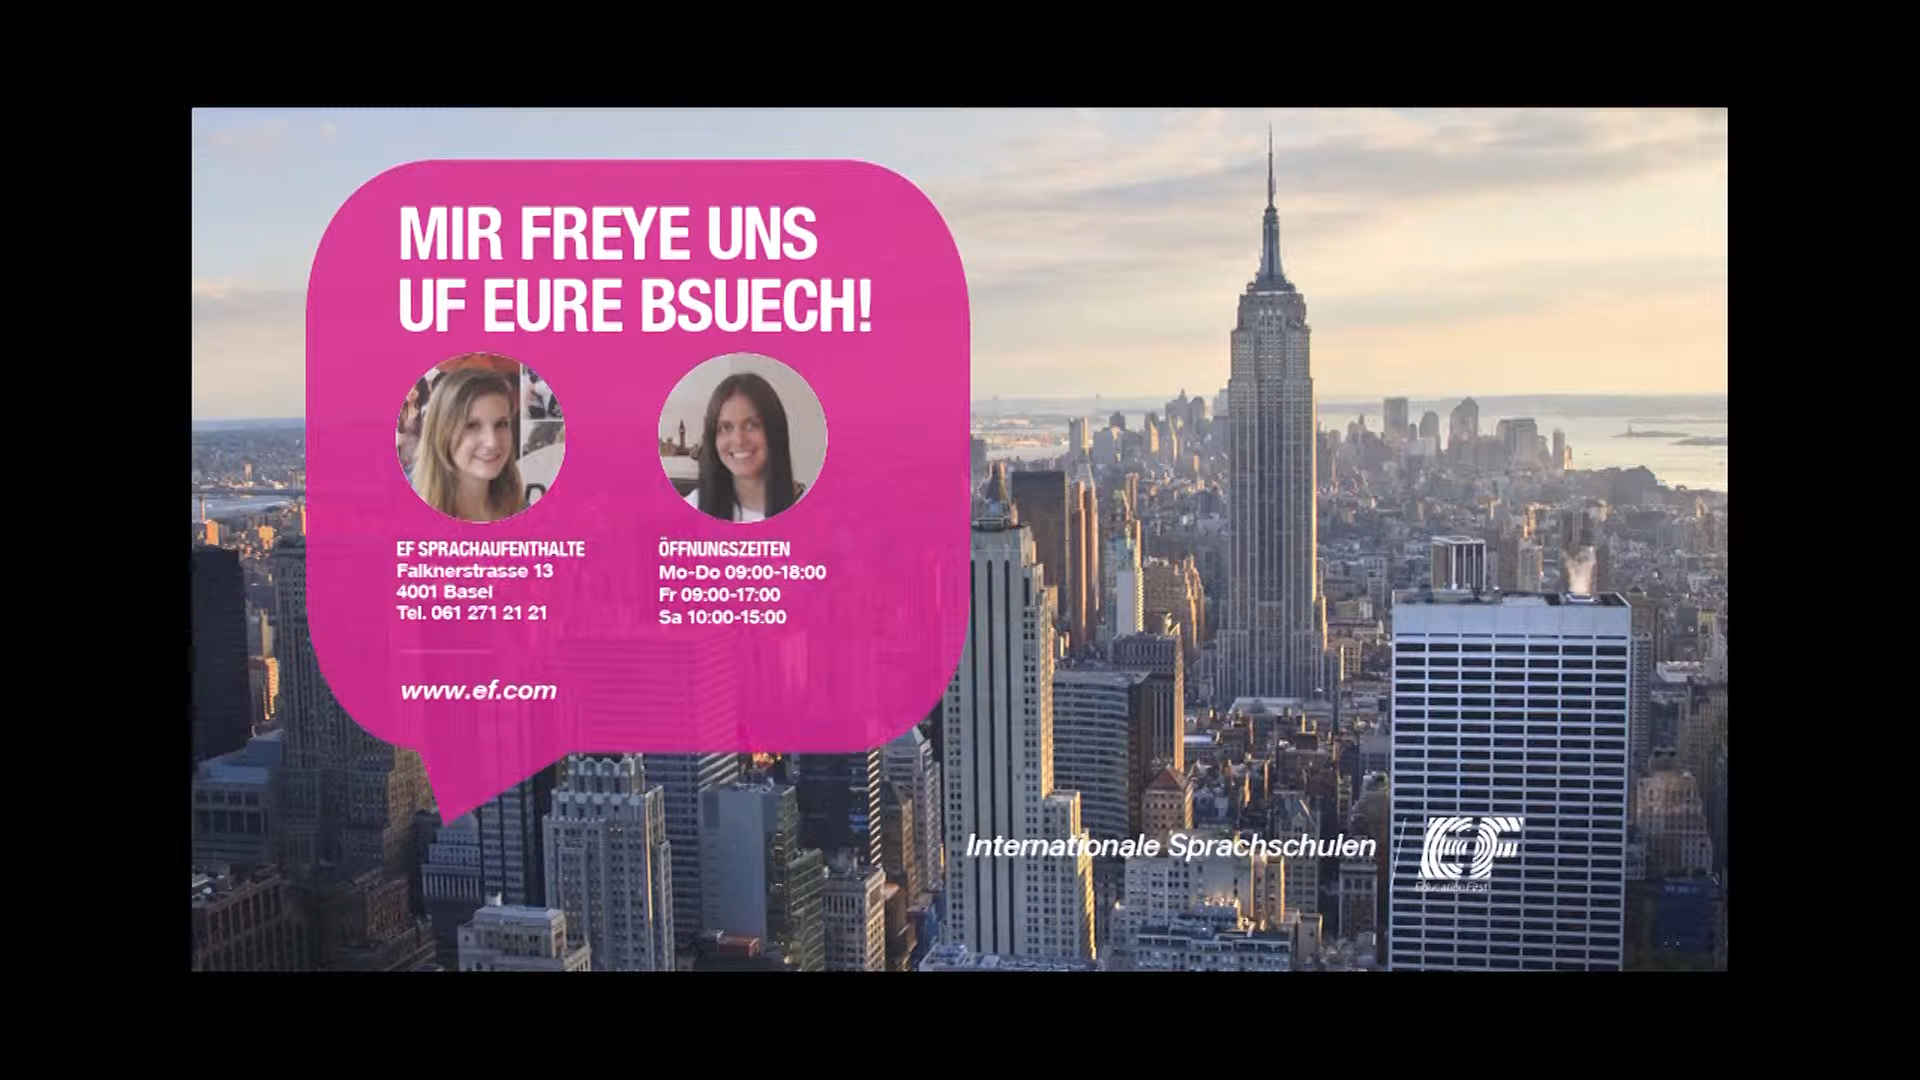 MIR FREYE UNS
UF EURE BSUECH!
EF SPRACHAUFENTHALTE
Falknerstrasse 13
4001 Basel
Tel. 061 271 21 21
www.ef.com
ÖFFNUNGSZEITEN
Mo-Do 09:00-18:00
Fr 09:00-17:00
Sa 10:00-15:00
Internationale Sprachschulen
EF
Education First